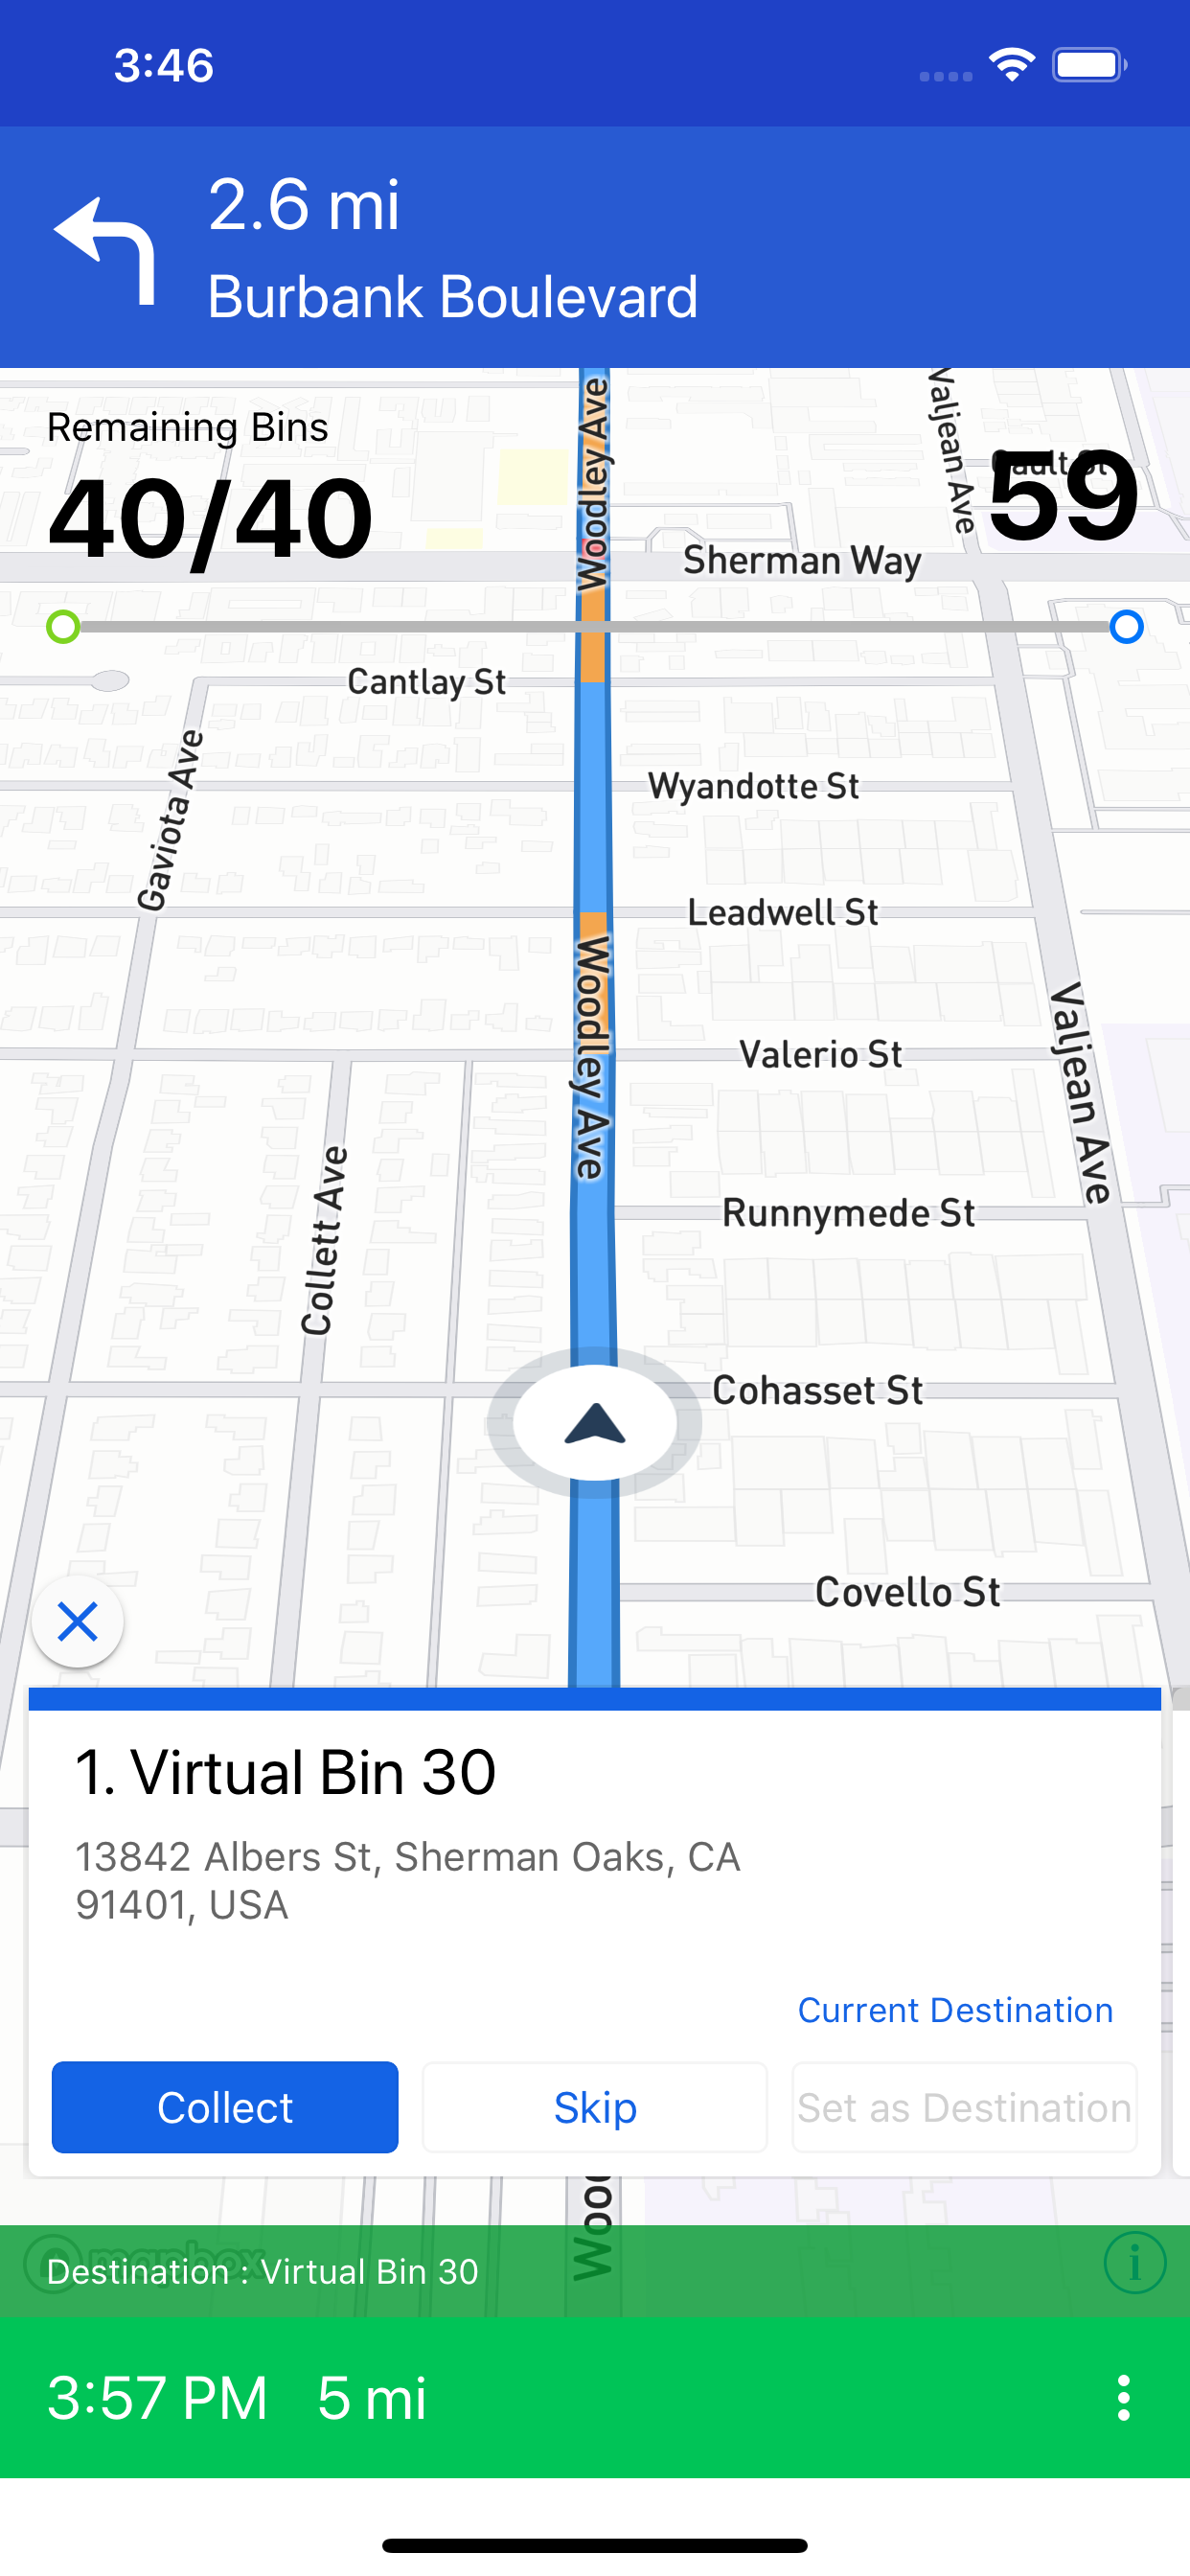 3:46
2.6 mi
Burbank Boulevard
Remaining Bins
40/40
59
Woodley Ave
Valjean Ave
Sherman Way
Cantlay St
Gaviota Ave
Wyandotte St
Leadwell St
Woodley Ave
Valerio St
Valjean Ave
Runnymede St
Collett Ave
Cohasset St
Covello St
1. Virtual Bin 30
13842 Albers St, Sherman Oaks, CA
91401, USA
Current Destination
Collect
Skip
Set as Destination
Woo
mapbox
Destination : Virtual Bin 30
i
3:57 PM 5 mi